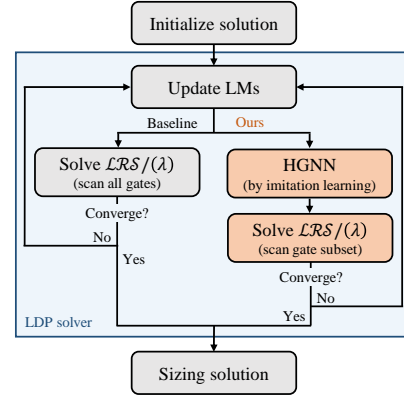 Initialize solution
Update LMs
Baseline
Ours
Solve ℒℛ𝒮/(λ)
(scan all gates)
HGNN
(by imitation learning)
Converge?
Solve ℒℛ𝒮/(λ)
(scan gate subset)
No
Yes
Converge?
No
Yes
LDP solver
Sizing solution